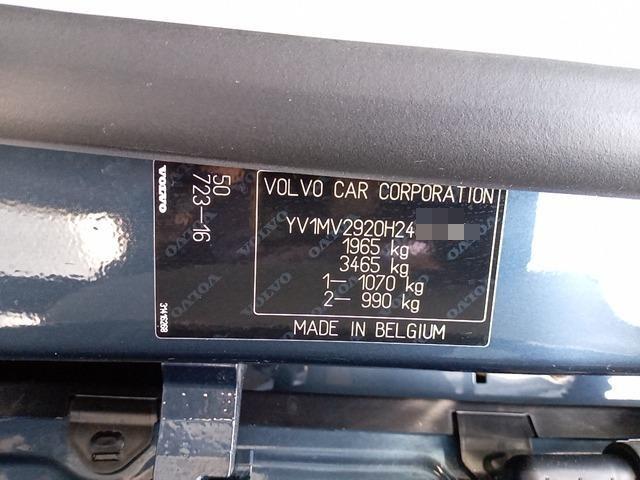 VOLVO
50
723-16
31416268
VOLVO CAR CORPORATION
YV1MV2920H24
1965 kg
3465 kg
1- 1070 kg
2- 990 kg
MADE IN BELGIUM